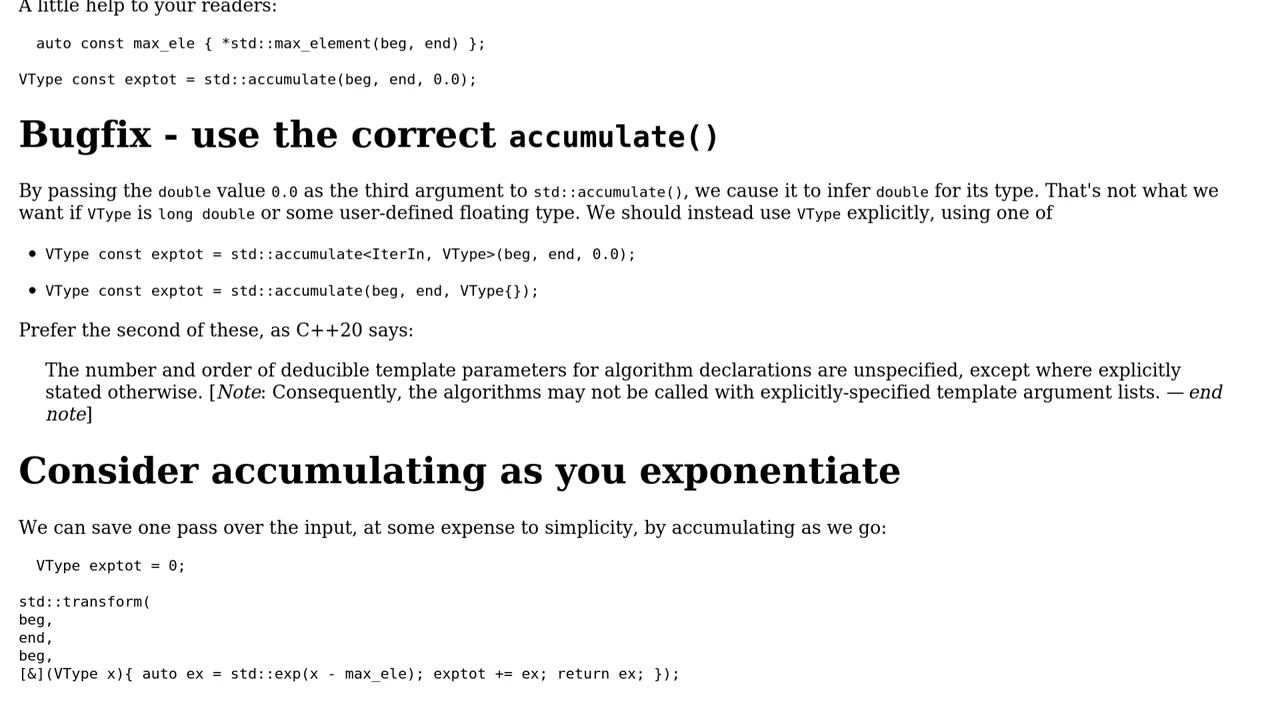 A little help to your readers:
auto const max_ele { *std::max_element(beg, end) };
VType const exptot = std::accumulate(beg, end, 0.0);
Bugfix - use the correct accumulate()
By passing the double value 0.0 as the third argument to std::accumulate(), we cause it to infer double for its type. That's not what we
want if VType is long double or some user-defined floating type. We should instead use VType explicitly, using one of
• VType const exptot = std::accumulate<IterIn, VType>(beg, end, 0.0);
• VType const exptot = std::accumulate(beg, end, VType{});
Prefer the second of these, as C++20 says:
The number and order of deducible template parameters for algorithm declarations are unspecified, except where explicitly
stated otherwise. [Note: Consequently, the algorithms may not be called with explicitly-specified template argument lists. — end
note]
Consider accumulating as you exponentiate
We can save one pass over the input, at some expense to simplicity, by accumulating as we go:
VType exptot = 0;
std::transform(
beg,
end,
beg,
[&](VType x){ auto ex = std::exp(x - max_ele); exptot += ex; return ex; });